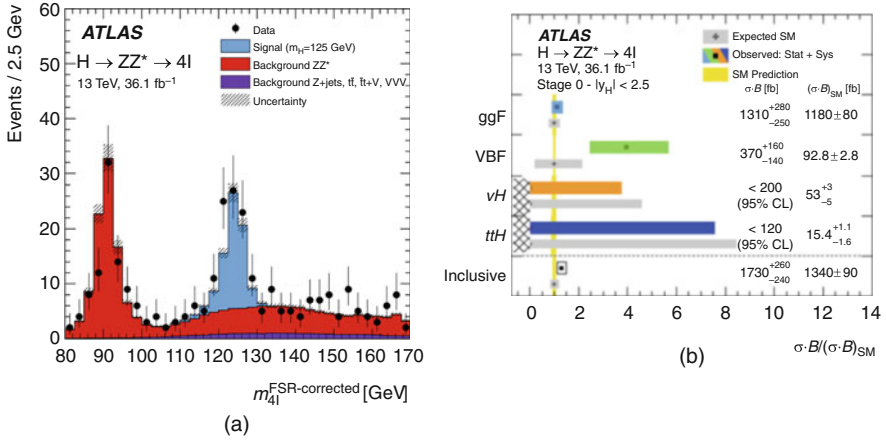 ATLAS
H → ZZ* → 4l
13 TeV, 36.1 fb⁻¹
Data
Signal (mH=125 GeV)
Background ZZ*
Background Z+jets, tt̄, tt̄+V, VVV
Uncertainty
Events / 2.5 Gev
60
50
40
30
20
10
0
80 90 100 110 120 130 140 150 160 170
m4l^FSR-corrected [GeV]
(a)
ATLAS
H → ZZ* → 4l
13 TeV, 36.1 fb⁻¹
Stage 0 - |yH| < 2.5
Expected SM
Observed: Stat + Sys
SM Prediction
σ·B [fb] (σ·B)SM [fb]
ggF 1310 +280 −250 1180±80
VBF 370 +160 −140 92.8±2.8
vH < 200 (95% CL) 53 +3 −5
ttH < 120 (95% CL) 15.4 +1.1 −1.6
Inclusive 1730 +260 −240 1340±90
0 2 4 6 8 10 12 14
σ·B/(σ·B)SM
(b)